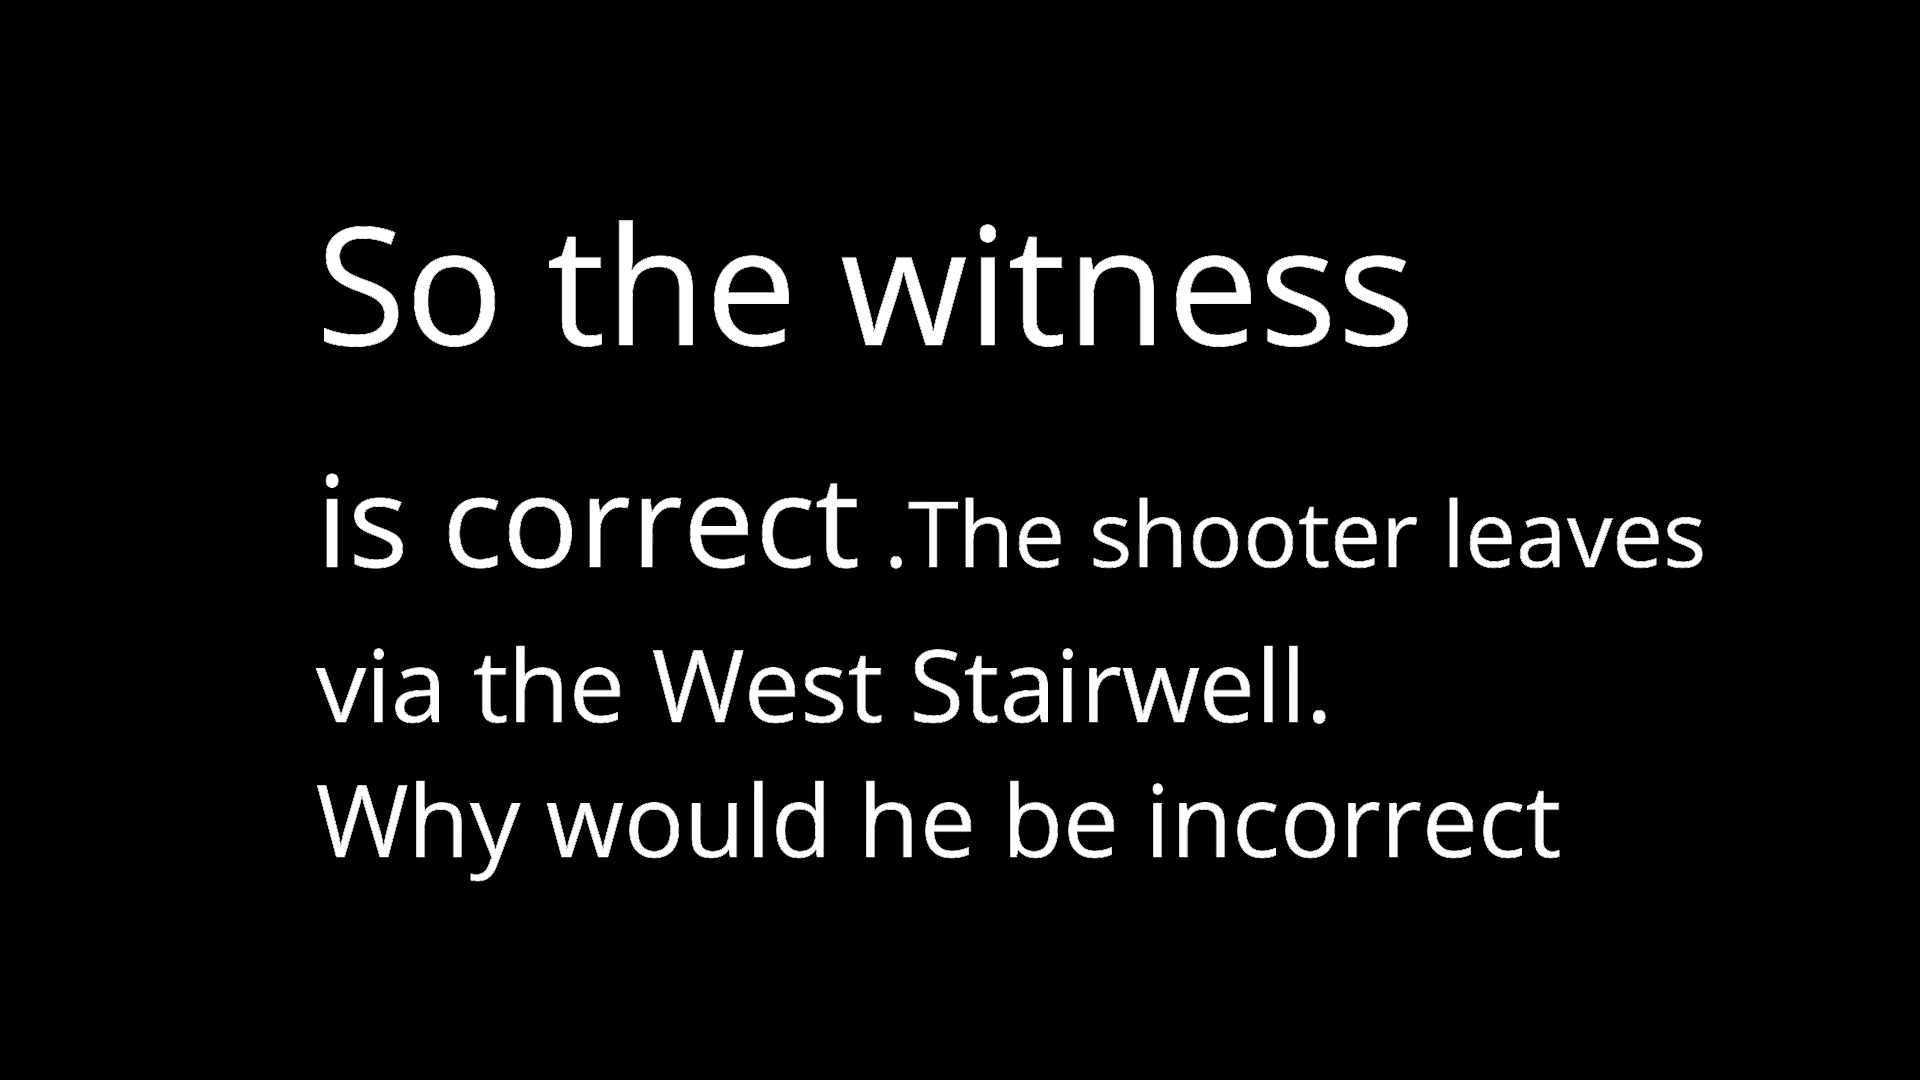 So the witness
is correct .The shooter leaves
via the West Stairwell.
Why would he be incorrect